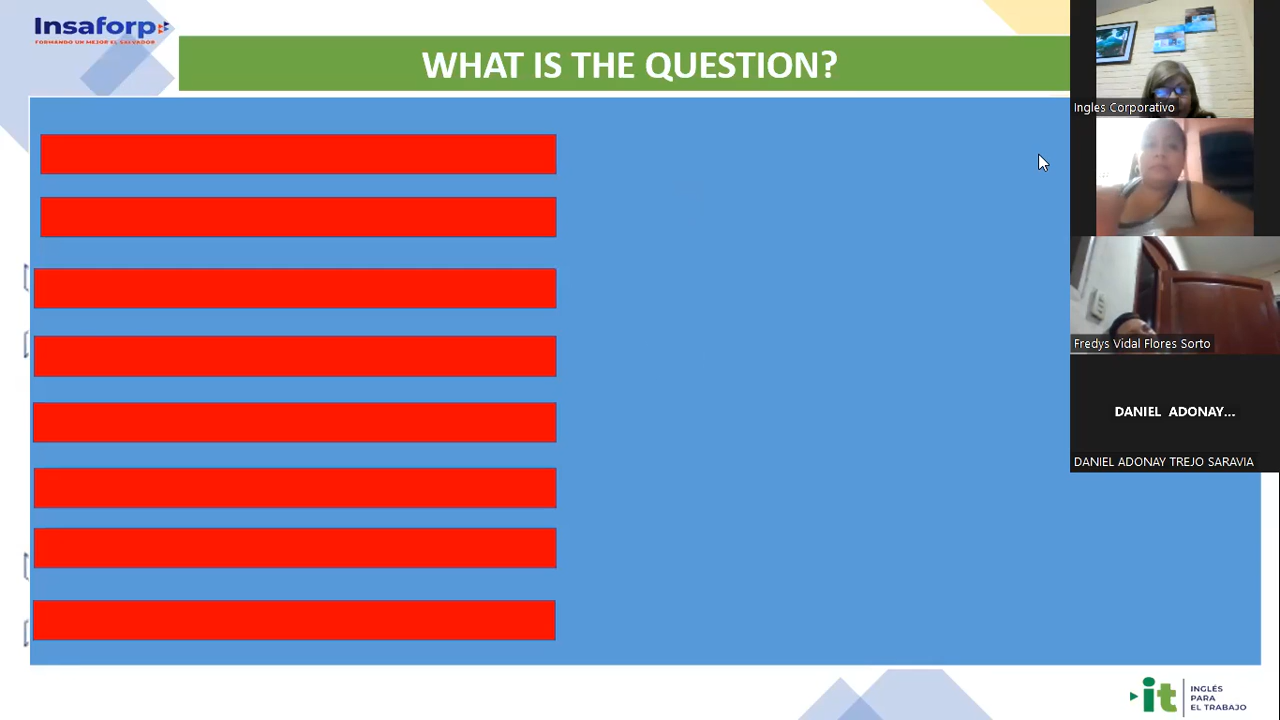 Insaforp
FORMANDO UN MEJOR EL SALVADOR
WHAT IS THE QUESTION?
Ingles Corporativo
Fredys Vidal Flores Sorto
DANIEL ADONAY...
DANIEL ADONAY TREJO SARAVIA
it
INGLÉS
PARA
EL TRABAJO